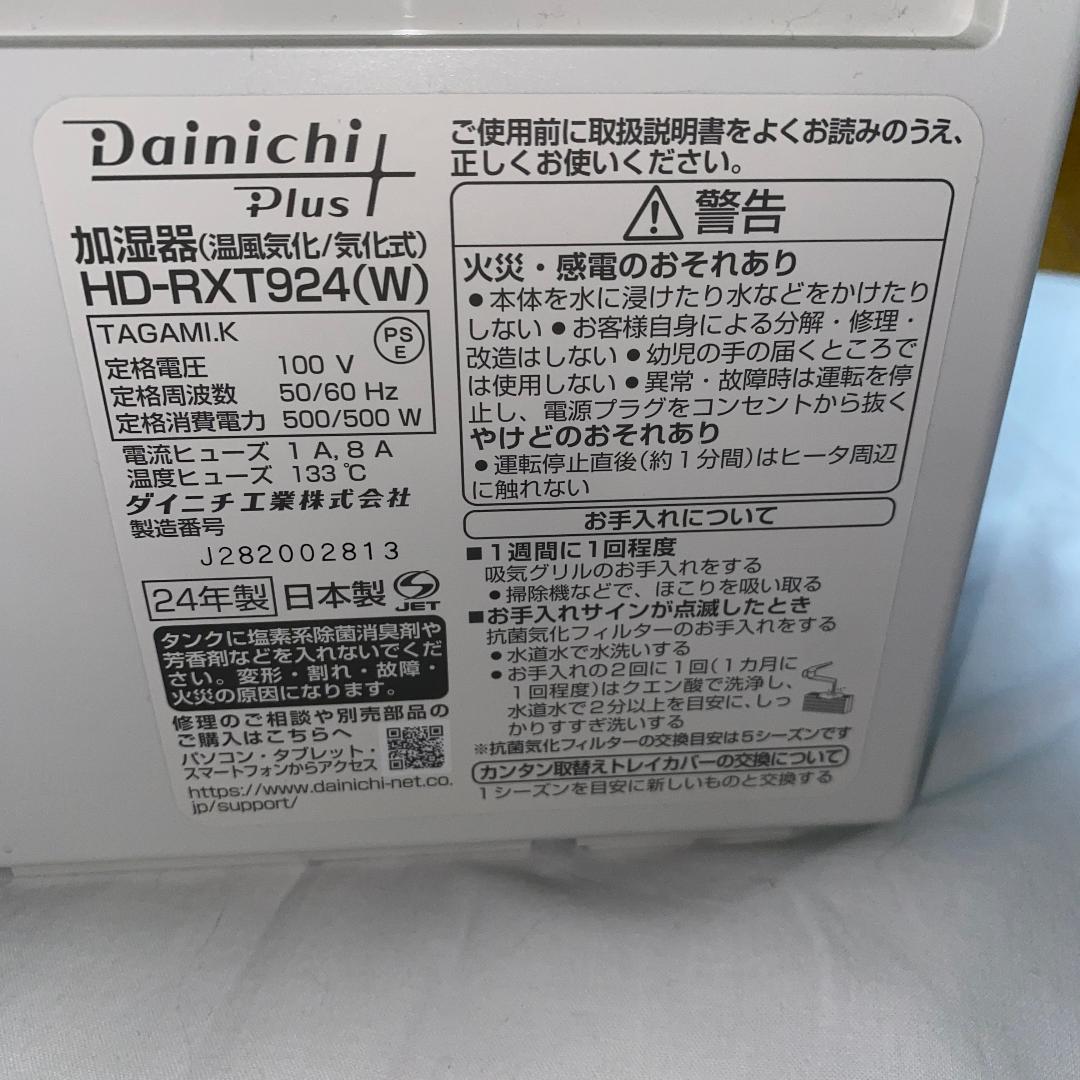 Dainichi
Plus
加湿器(温風気化/気化式)
HD-RXT924(W)
TAGAMI.K
PS
E
定格電圧 100 V
定格周波数 50/60 Hz
定格消費電力 500/500 W
電流ヒューズ 1 A, 8 A
温度ヒューズ 133 ℃
ダイニチ工業株式会社
製造番号
J282002813
24年製 日本製 JET
タンクに塩素系除菌消臭剤や
芳香剤などを入れないでくだ
さい。変形・割れ・故障・
火災の原因になります。
修理のご相談や別売部品の
ご購入はこちらへ
パソコン・タブレット・
スマートフォンからアクセス
https://www.dainichi-net.co.
jp/support/
ご使用前に取扱説明書をよくお読みのうえ、
正しくお使いください。
警告
火災・感電のおそれあり
●本体を水に浸けたり水などをかけたり
しない ●お客様自身による分解・修理・
改造はしない ●幼児の手の届くところで
は使用しない ●異常・故障時は運転を停
止し、電源プラグをコンセントから抜く
やけどのおそれあり
●運転停止直後(約1分間)はヒータ周辺
に触れない
お手入れについて
■1週間に1回程度
吸気グリルのお手入れをする
●掃除機などで、ほこりを吸い取る
■お手入れサインが点滅したとき
抗菌気化フィルターのお手入れをする
●水道水で水洗いする
●お手入れの2回に1回(1カ月に
1回程度)はクエン酸で洗浄し、
水道水で2分以上を目安に、しっ
かりすすぎ洗いする
※抗菌気化フィルターの交換目安は5シーズンです
カンタン取替えトレイカバーの交換について
1シーズンを目安に新しいものと交換する